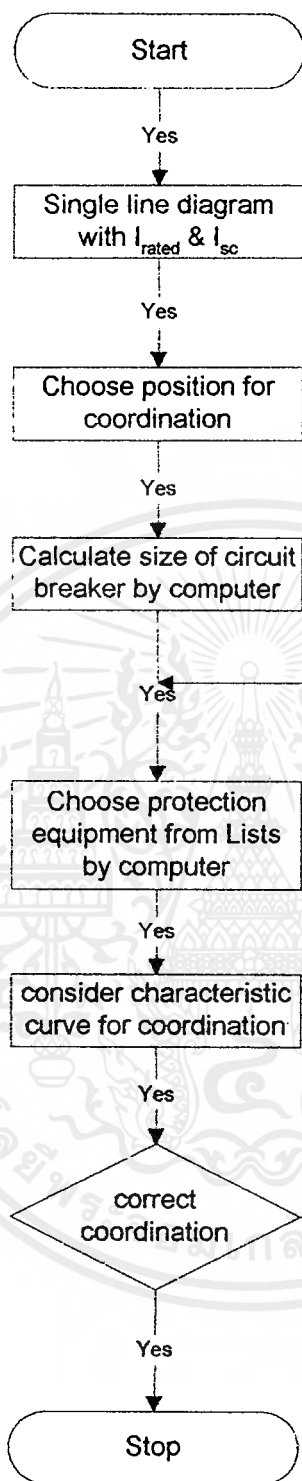 Start
Yes
Single line diagram
with I_rated & I_sc
Yes
Choose position for
coordination
Yes
Calculate size of circuit
breaker by computer
Yes
Choose protection
equipment from Lists
by computer
Yes
consider characteristic
curve for coordination
Yes
correct
coordination
Yes
Stop